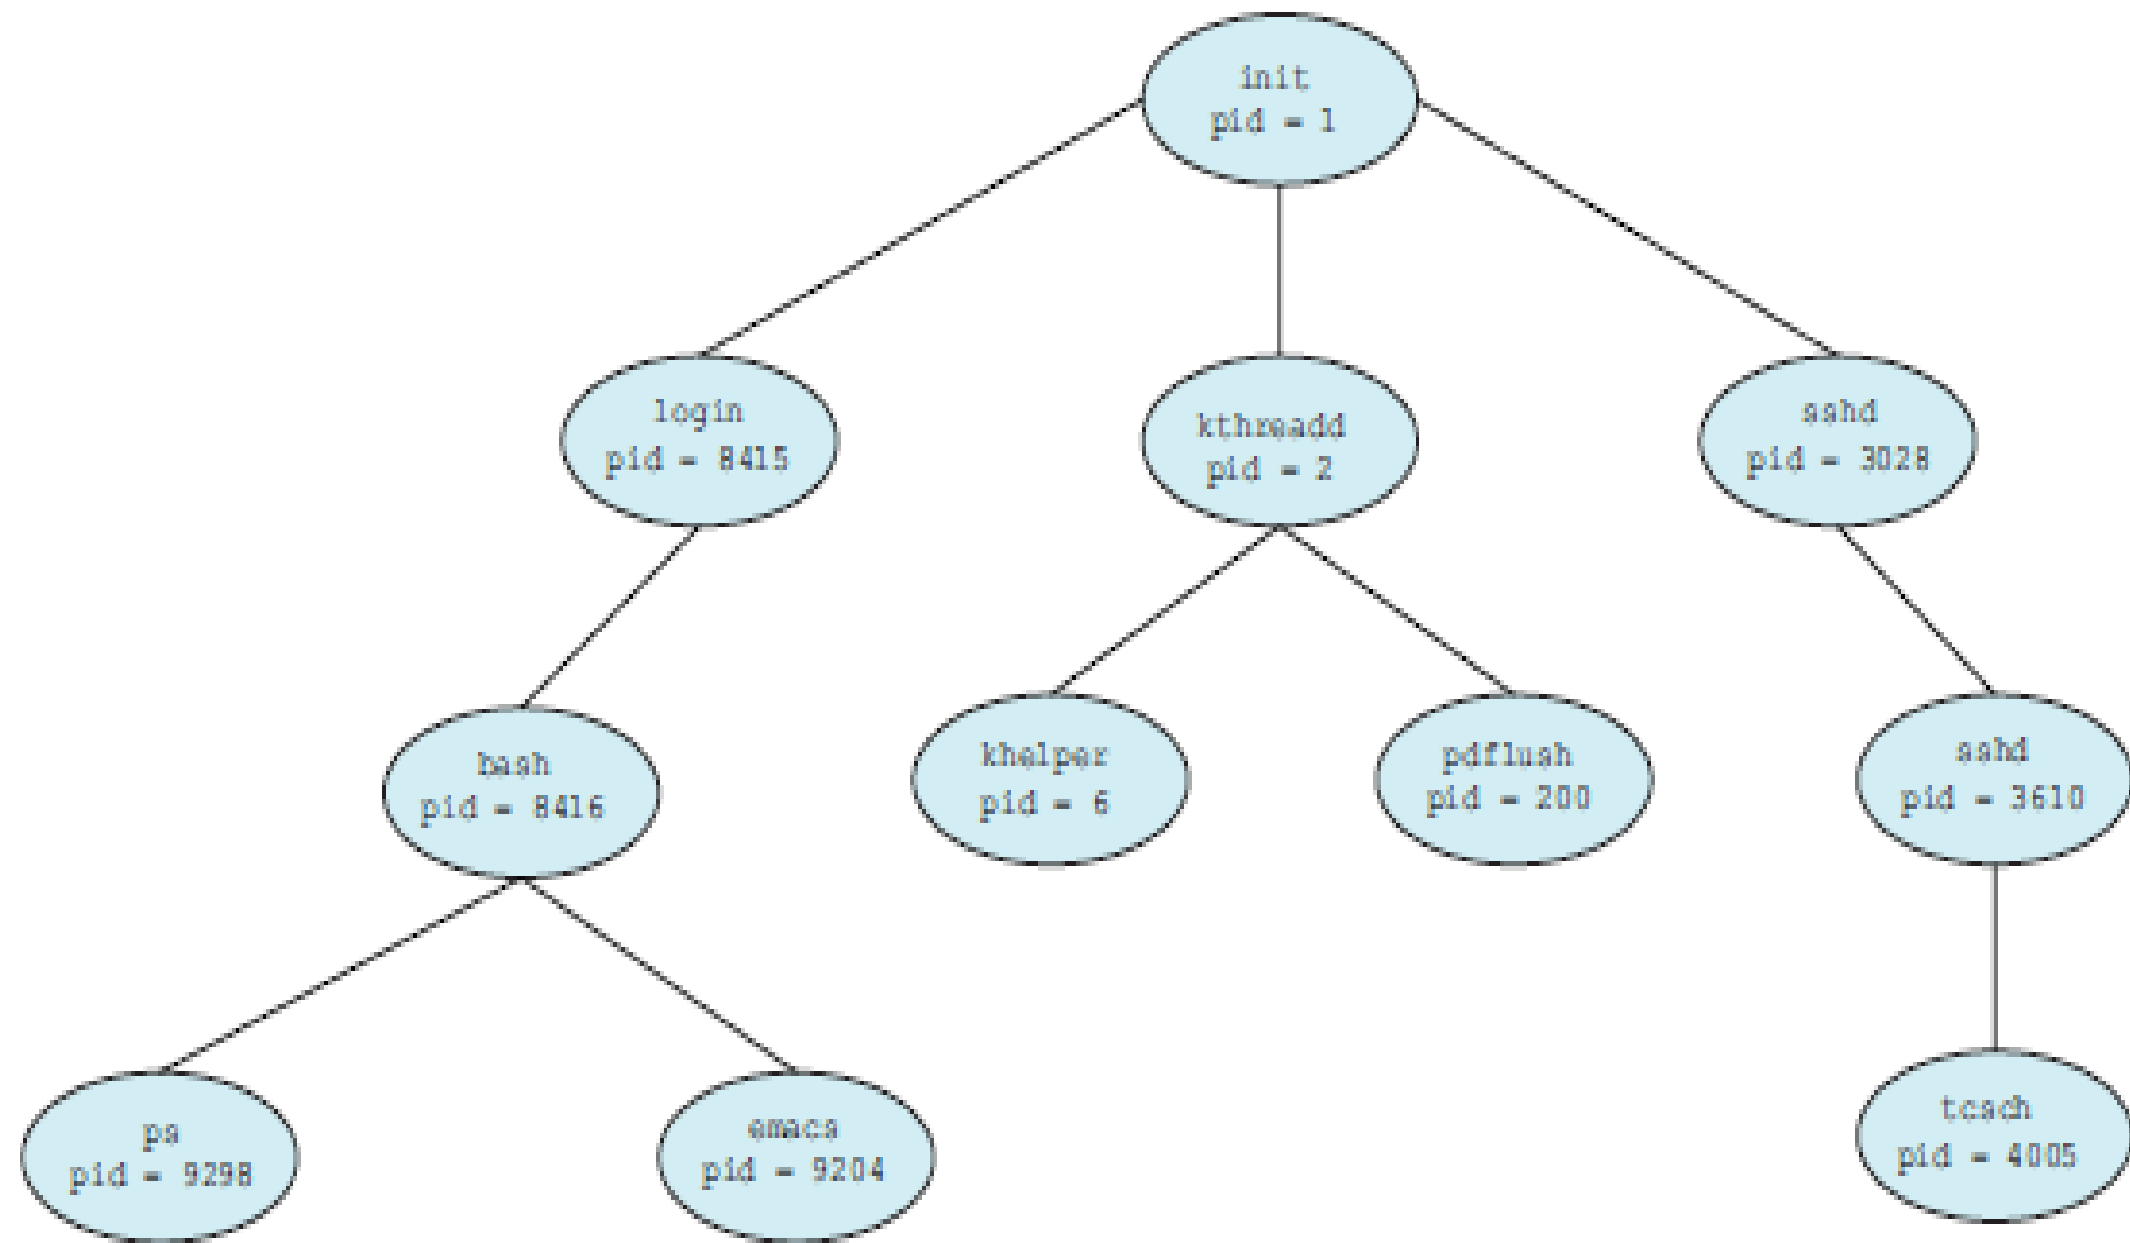 init
pid = 1
login
pid = 8415
kthreadd
pid = 2
sshd
pid = 3028
bash
pid = 8416
khelper
pid = 6
pdflush
pid = 200
sshd
pid = 3610
ps
pid = 9298
emacs
pid = 9204
tcsch
pid = 4005